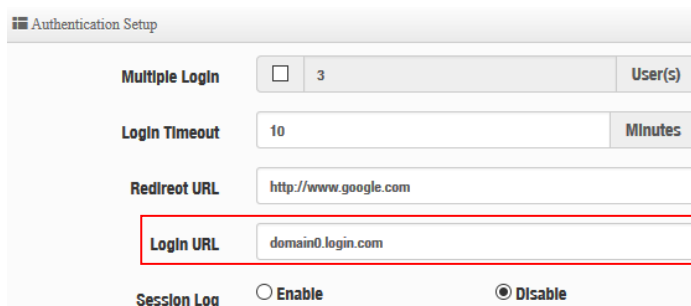 Authentication Setup
Multiple Login 3 User(s)
Login Timeout 10 Minutes
Redireot URL http://www.google.com
Login URL domain0.login.com
Session Log Enable Disable